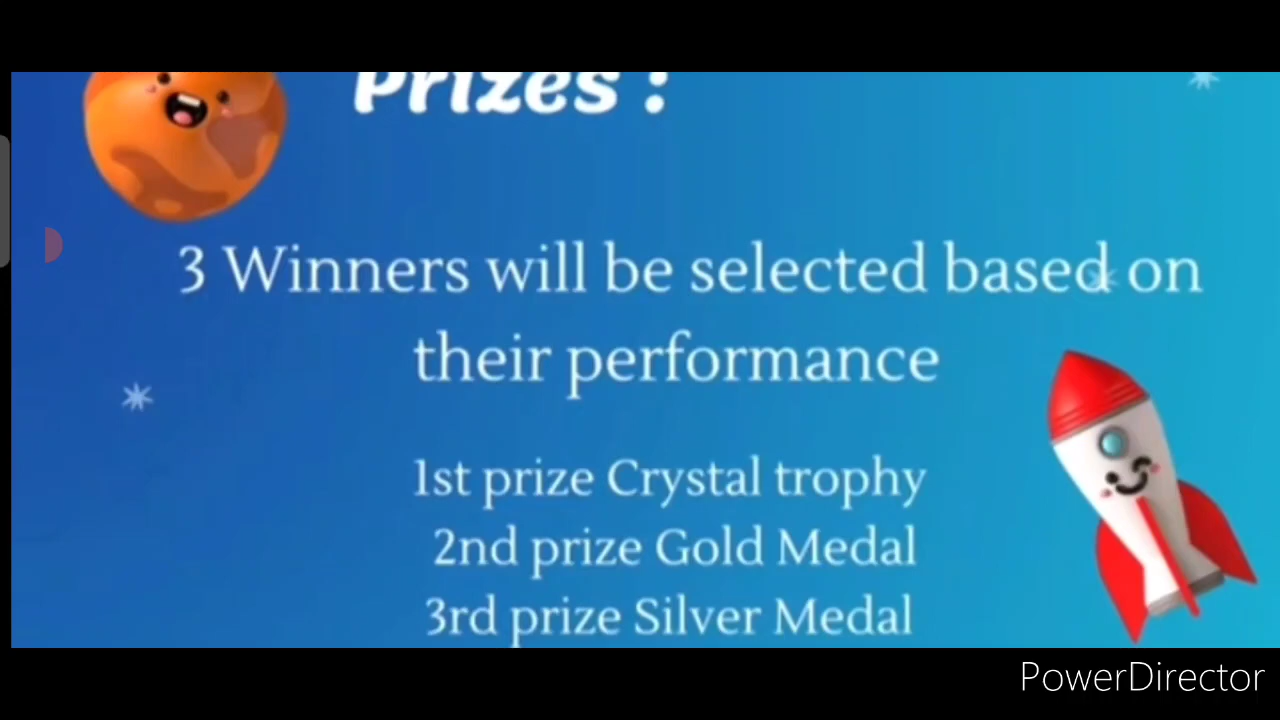 Prizes :
3 Winners will be selected based on
their performance
1st prize Crystal trophy
2nd prize Gold Medal
3rd prize Silver Medal
PowerDirector